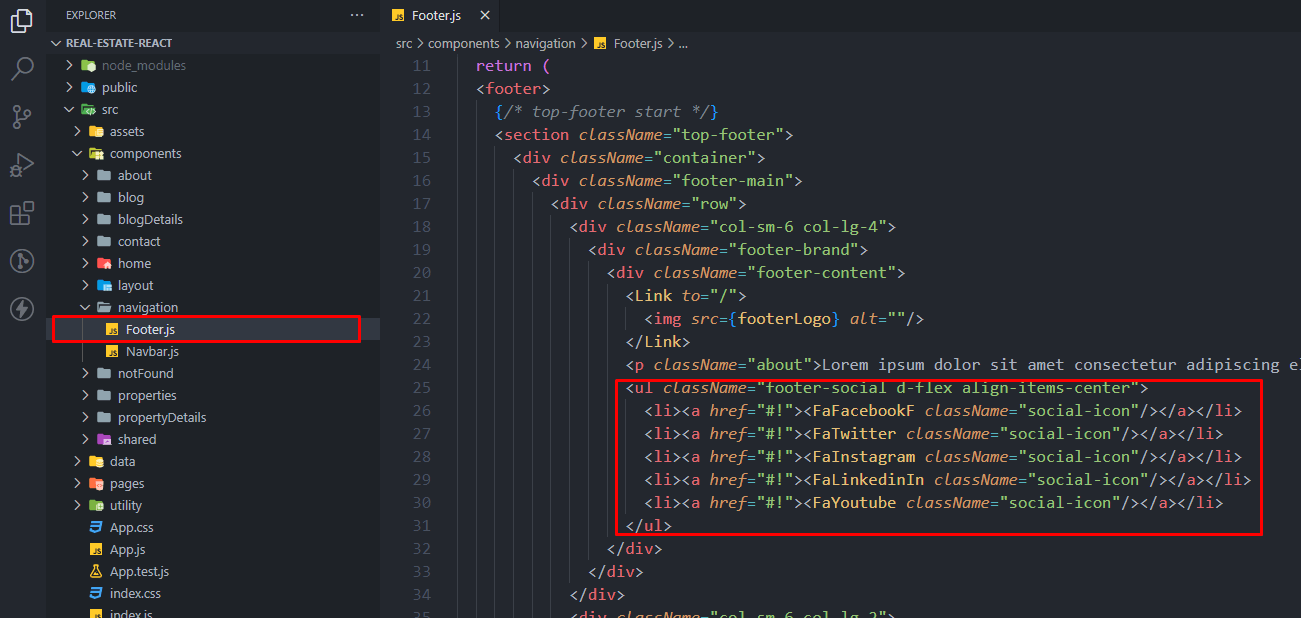 EXPLORER
REAL-ESTATE-REACT
node_modules
public
src
assets
components
about
blog
blogDetails
contact
home
layout
navigation
Footer.js
Navbar.js
notFound
properties
propertyDetails
shared
data
pages
utility
App.css
App.js
App.test.js
index.css
index.js
JS Footer.js
src > components > navigation > JS Footer.js > ...
11 return (
12 <footer>
13 {/* top-footer start */}
14 <section className="top-footer">
15 <div className="container">
16 <div className="footer-main">
17 <div className="row">
18 <div className="col-sm-6 col-lg-4">
19 <div className="footer-brand">
20 <div className="footer-content">
21 <Link to="/">
22 <img src={footerLogo} alt=""/>
23 </Link>
24 <p className="about">Lorem ipsum dolor sit amet consectetur adipiscing el
25 <ul className="footer-social d-flex align-items-center">
26 <li><a href="#!"><FaFacebookF className="social-icon"/></a></li>
27 <li><a href="#!"><FaTwitter className="social-icon"/></a></li>
28 <li><a href="#!"><FaInstagram className="social-icon"/></a></li>
29 <li><a href="#!"><FaLinkedinIn className="social-icon"/></a></li>
30 <li><a href="#!"><FaYoutube className="social-icon"/></a></li>
31 </ul>
32 </div>
33 </div>
34 </div>
35 <div className="col-sm-6 col-lg-2">